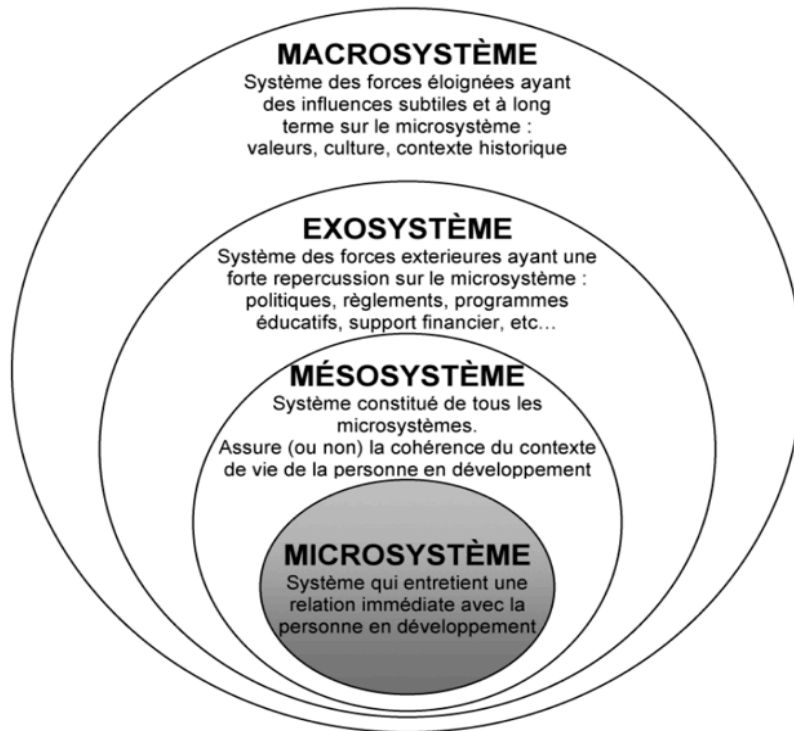 MACROSYSTÈME
Système des forces éloignées ayant
des influences subtiles et à long
terme sur le microsystème :
valeurs, culture, contexte historique
EXOSYSTÈME
Système des forces exterieures ayant une
forte repercussion sur le microsystème :
politiques, règlements, programmes
éducatifs, support financier, etc...
MÉSOSYSTÈME
Système constitué de tous les
microsystèmes.
Assure (ou non) la cohérence du contexte
de vie de la personne en développement
MICROSYSTÈME
Système qui entretient une
relation immédiate avec la
personne en développement